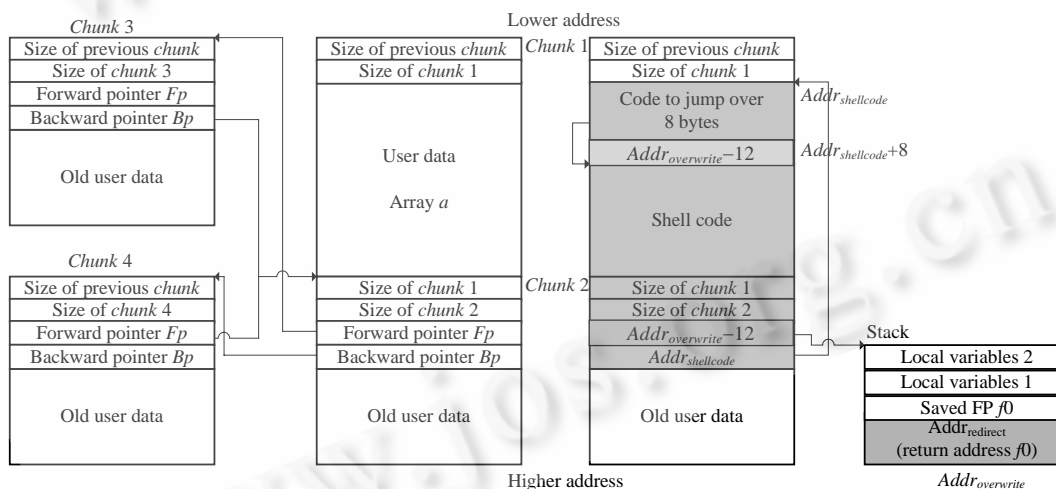 Chunk 3
Size of previous chunk
Size of chunk 3
Forward pointer Fp
Backward pointer Bp
Old user data
Chunk 4
Size of previous chunk
Size of chunk 4
Forward pointer Fp
Backward pointer Bp
Old user data
Lower address
Size of previous chunk
Size of chunk 1
User data
Array a
Size of chunk 1
Size of chunk 2
Forward pointer Fp
Backward pointer Bp
Old user data
Higher address
Chunk 1
Chunk 2
Size of previous chunk
Size of chunk 1
Code to jump over
8 bytes
Addroverwrite−12
Shell code
Size of chunk 1
Size of chunk 2
Addroverwrite−12
Addrshellcode
Old user data
Addrshellcode
Addrshellcode+8
Stack
Local variables 2
Local variables 1
Saved FP f0
Addrredirect
(return address f0)
Addroverwrite
www.jos.org.cn